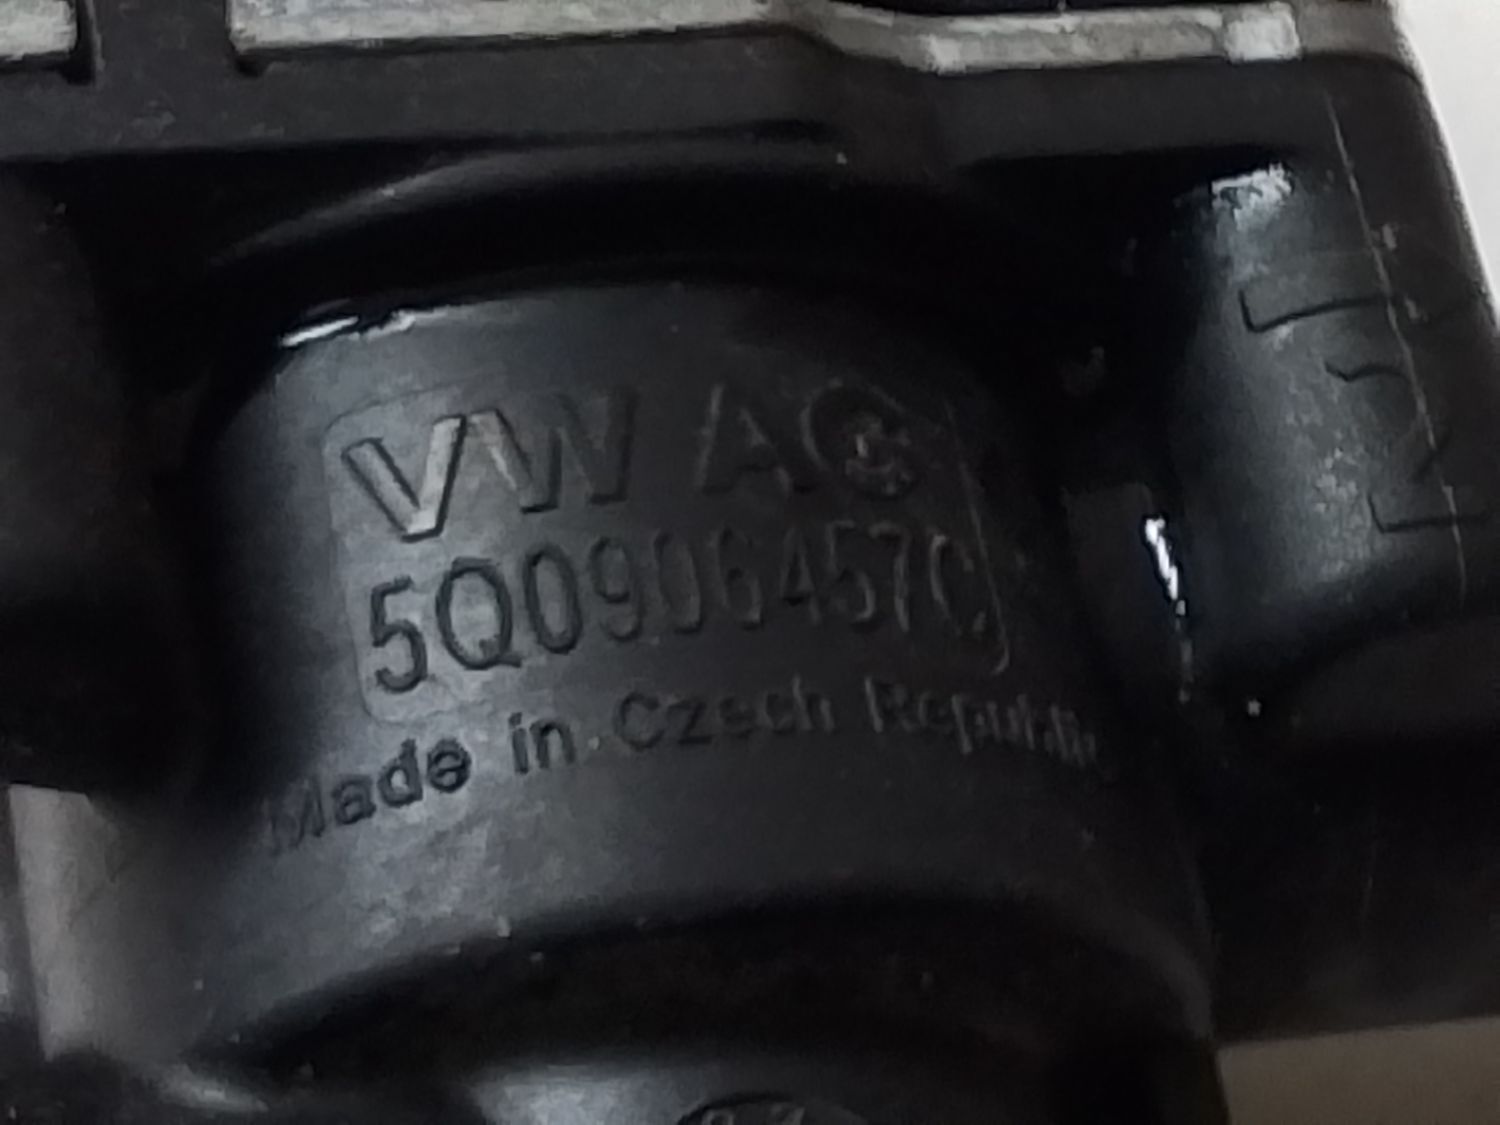 VW AG
5Q0906457C
Made in Czech Republic